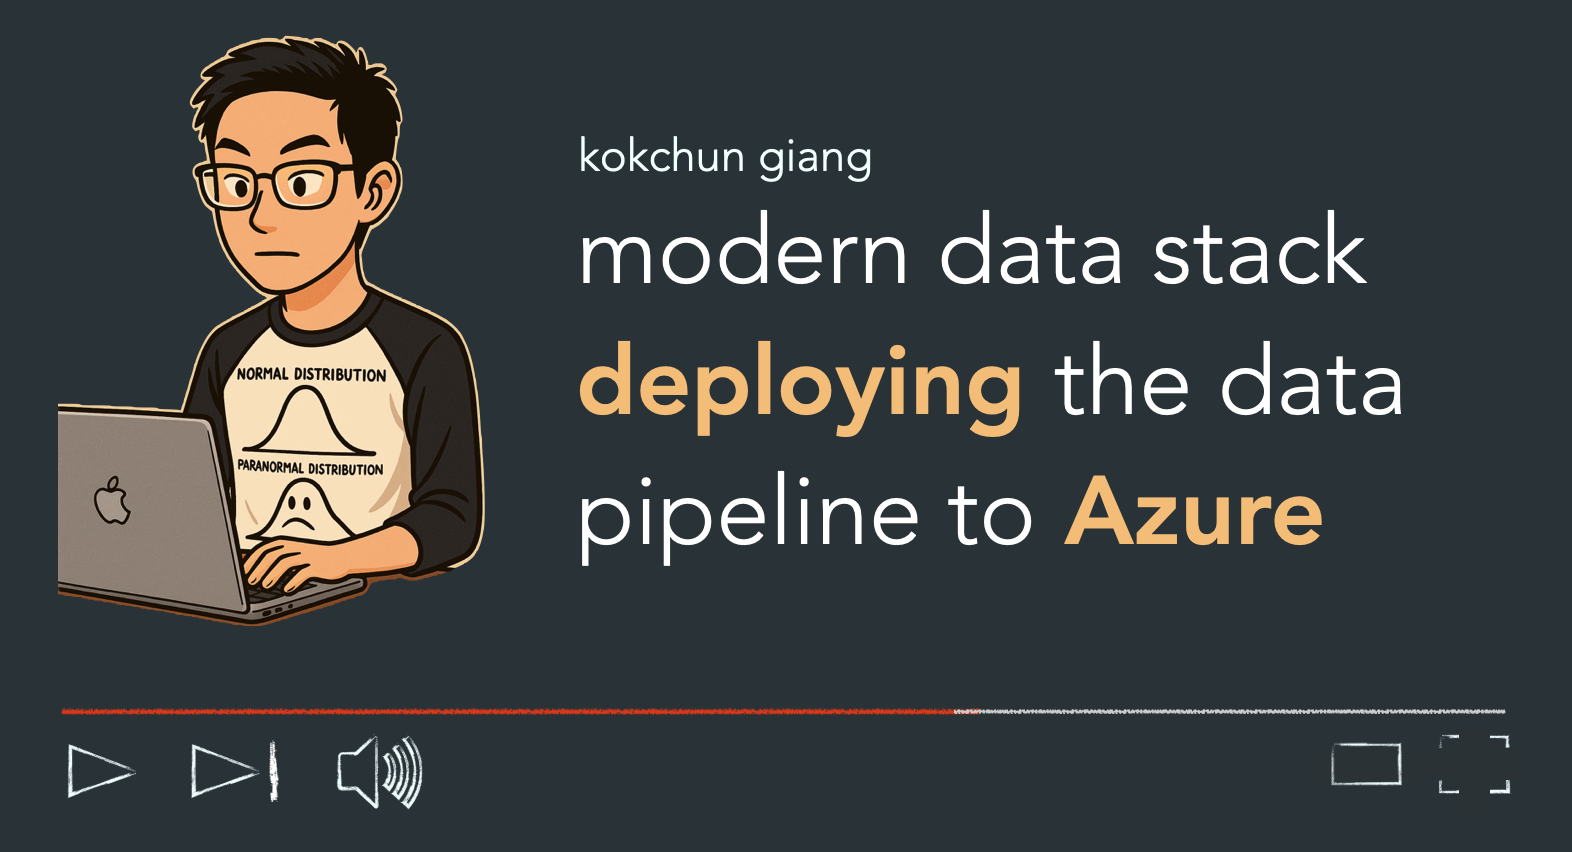 kokchun giang
modern data stack
deploying the data
pipeline to Azure
NORMAL DISTRIBUTION
PARANORMAL DISTRIBUTION